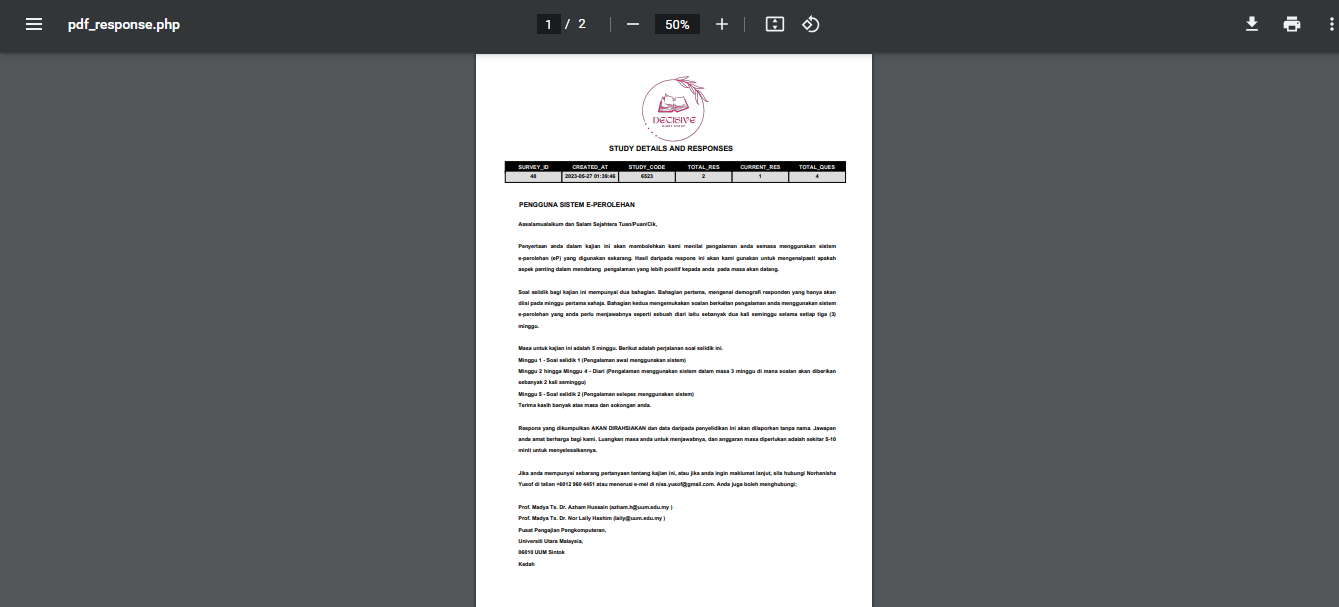 pdf_response.php
1 / 2
50%
DECISIVE
STUDY DETAILS AND RESPONSES
SURVEY_ID CREATED_AT STUDY_CODE TOTAL_RES CURRENT_RES TOTAL_QUES
48 2023-05-27 01:39:46 6523 2 1 4
PENGGUNA SISTEM E-PEROLEHAN
Assalamualaikum dan Salam Sejahtera Tuan/Puan/Cik,
Penyertaan anda dalam kajian ini akan membolehkan kami menilai pengalaman anda semasa menggunakan sistem
e-perolehan (eP) yang digunakan sekarang. Hasil daripada respons ini akan kami gunakan untuk mengenalpasti apakah
aspek penting dalam mendatang pengalaman yang lebih positif kepada anda pada masa akan datang.
Soal selidik bagi kajian ini mempunyai dua bahagian. Bahagian pertama, mengenai demografi responden yang hanya akan
diisi pada minggu pertama sahaja. Bahagian kedua mengemukakan soalan berkaitan pengalaman anda menggunakan sistem
e-perolehan yang anda perlu menjawabnya seperti sebuah diari iaitu sebanyak dua kali seminggu selama setiap tiga (3)
minggu.
Masa untuk kajian ini adalah 5 minggu. Berikut adalah perjalanan soal selidik ini.
Minggu 1 - Soal selidik 1 (Pengalaman awal menggunakan sistem)
Minggu 2 hingga Minggu 4 - Diari (Pengalaman menggunakan sistem dalam masa 3 minggu di mana soalan akan diberikan
sebanyak 2 kali seminggu)
Minggu 5 - Soal selidik 2 (Pengalaman selepas menggunakan sistem)
Terima kasih banyak atas masa dan sokongan anda.
Respons yang dikumpulkan AKAN DIRAHSIAKAN dan data daripada penyelidikan ini akan dilaporkan tanpa nama. Jawapan
anda amat berharga bagi kami. Luangkan masa anda untuk menjawabnya, dan anggaran masa diperlukan adalah sekitar 5-10
minit untuk menyelesaikannya.
Jika anda mempunyai sebarang pertanyaan tentang kajian ini, atau jika anda ingin maklumat lanjut, sila hubungi Norhanisha
Yusof di talian +6012 960 4451 atau menerusi e-mel di nisa.yusof@gmail.com. Anda juga boleh menghubungi;
Prof. Madya Ts. Dr. Azham Hussain (azham.h@uum.edu.my )
Prof. Madya Ts. Dr. Nor Laily Hashim (laily@uum.edu.my )
Pusat Pengajian Pengkomputeran,
Universiti Utara Malaysia,
06010 UUM Sintok
Kedah